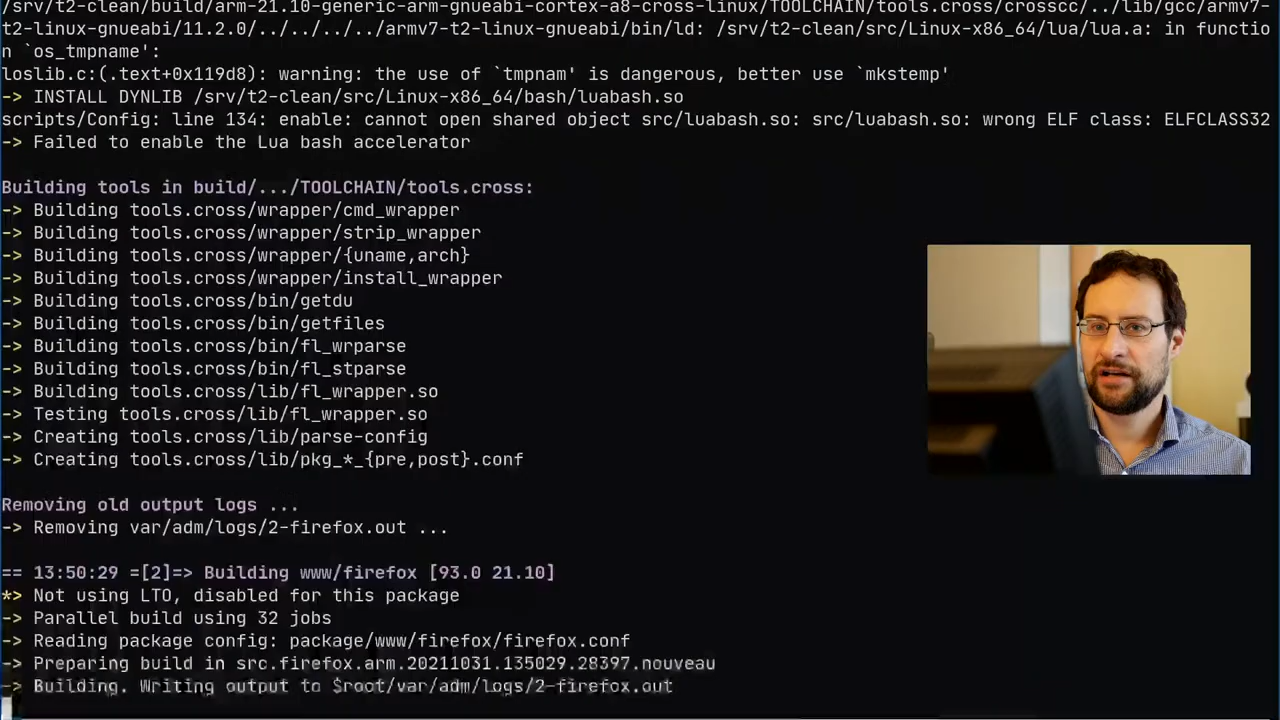 /srv/t2-clean/build/arm-21.10-generic-arm-gnueabi-cortex-a8-cross-linux/TOOLCHAIN/tools.cross/crosscc/../lib/gcc/armv7-
t2-linux-gnueabi/11.2.0/../../../../armv7-t2-linux-gnueabi/bin/ld: /srv/t2-clean/src/Linux-x86_64/lua/lua.a: in functio
n `os_tmpname':
loslib.c:(.text+0x119d8): warning: the use of `tmpnam' is dangerous, better use `mkstemp'
-> INSTALL DYNLIB /srv/t2-clean/src/Linux-x86_64/bash/luabash.so
scripts/Config: line 134: enable: cannot open shared object src/luabash.so: src/luabash.so: wrong ELF class: ELFCLASS32
-> Failed to enable the Lua bash accelerator
Building tools in build/.../TOOLCHAIN/tools.cross:
-> Building tools.cross/wrapper/cmd_wrapper
-> Building tools.cross/wrapper/strip_wrapper
-> Building tools.cross/wrapper/{uname,arch}
-> Building tools.cross/wrapper/install_wrapper
-> Building tools.cross/bin/getdu
-> Building tools.cross/bin/getfiles
-> Building tools.cross/bin/fl_wrparse
-> Building tools.cross/bin/fl_stparse
-> Building tools.cross/lib/fl_wrapper.so
-> Testing tools.cross/lib/fl_wrapper.so
-> Creating tools.cross/lib/parse-config
-> Creating tools.cross/lib/pkg_*_{pre,post}.conf
Removing old output logs ...
-> Removing var/adm/logs/2-firefox.out ...
== 13:50:29 =[2]=> Building www/firefox [93.0 21.10]
*> Not using LTO, disabled for this package
-> Parallel build using 32 jobs
-> Reading package config: package/www/firefox/firefox.conf
-> Preparing build in src.firefox.arm.20211031.135029.28397.nouveau
-> Building. Writing output to $root/var/adm/logs/2-firefox.out